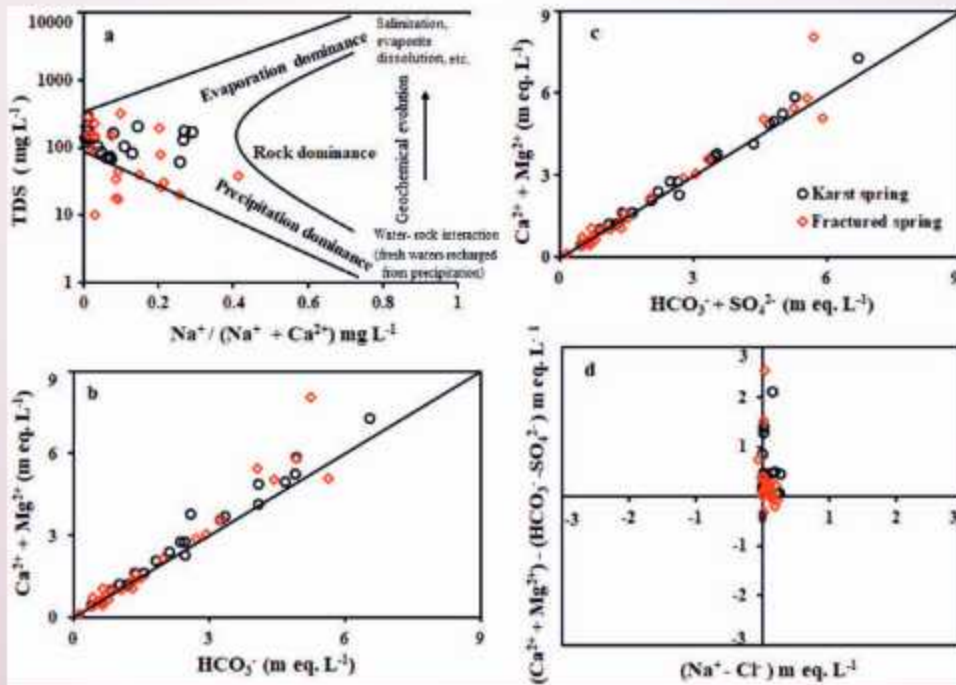 a
10000
1000
100
10
1
TDS (mg L-1)
0
0.2
0.4
0.6
0.8
1
Na+ / (Na+ + Ca2+) mg L-1
Evaporation dominance
Rock dominance
Precipitation dominance
Salinization,
evaporite
dissolution, etc.
Geochemical evolution
Water- rock interaction
(fresh waters recharged
from precipitation)
c
9
6
3
0
Ca2+ + Mg2+ (m eq. L-1)
0
3
6
9
HCO3- + SO42- (m eq. L-1)
Karst spring
Fractured spring
b
9
6
3
0
Ca2+ + Mg2+ (m eq. L-1)
0
3
6
9
HCO3- (m eq. L-1)
d
3
2
1
-1
-2
-3
(Ca2+ + Mg2+) - (HCO3- -SO42-) m eq. L-1
-3
-2
-1
0
1
2
3
(Na+ - Cl-) m eq. L-1